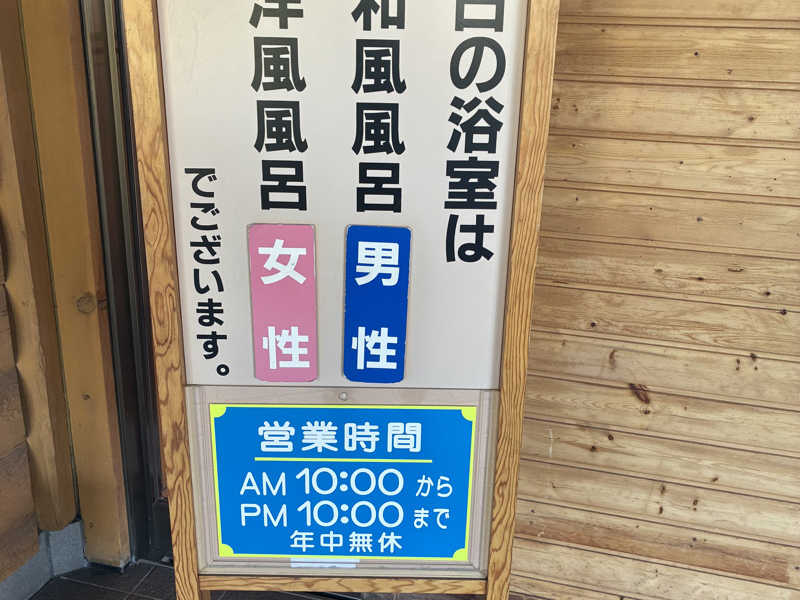 日の浴室は
和風風呂
男性
洋風風呂
女性
でございます。
営業時間
AM 10:00 から
PM 10:00 まで
年中無休